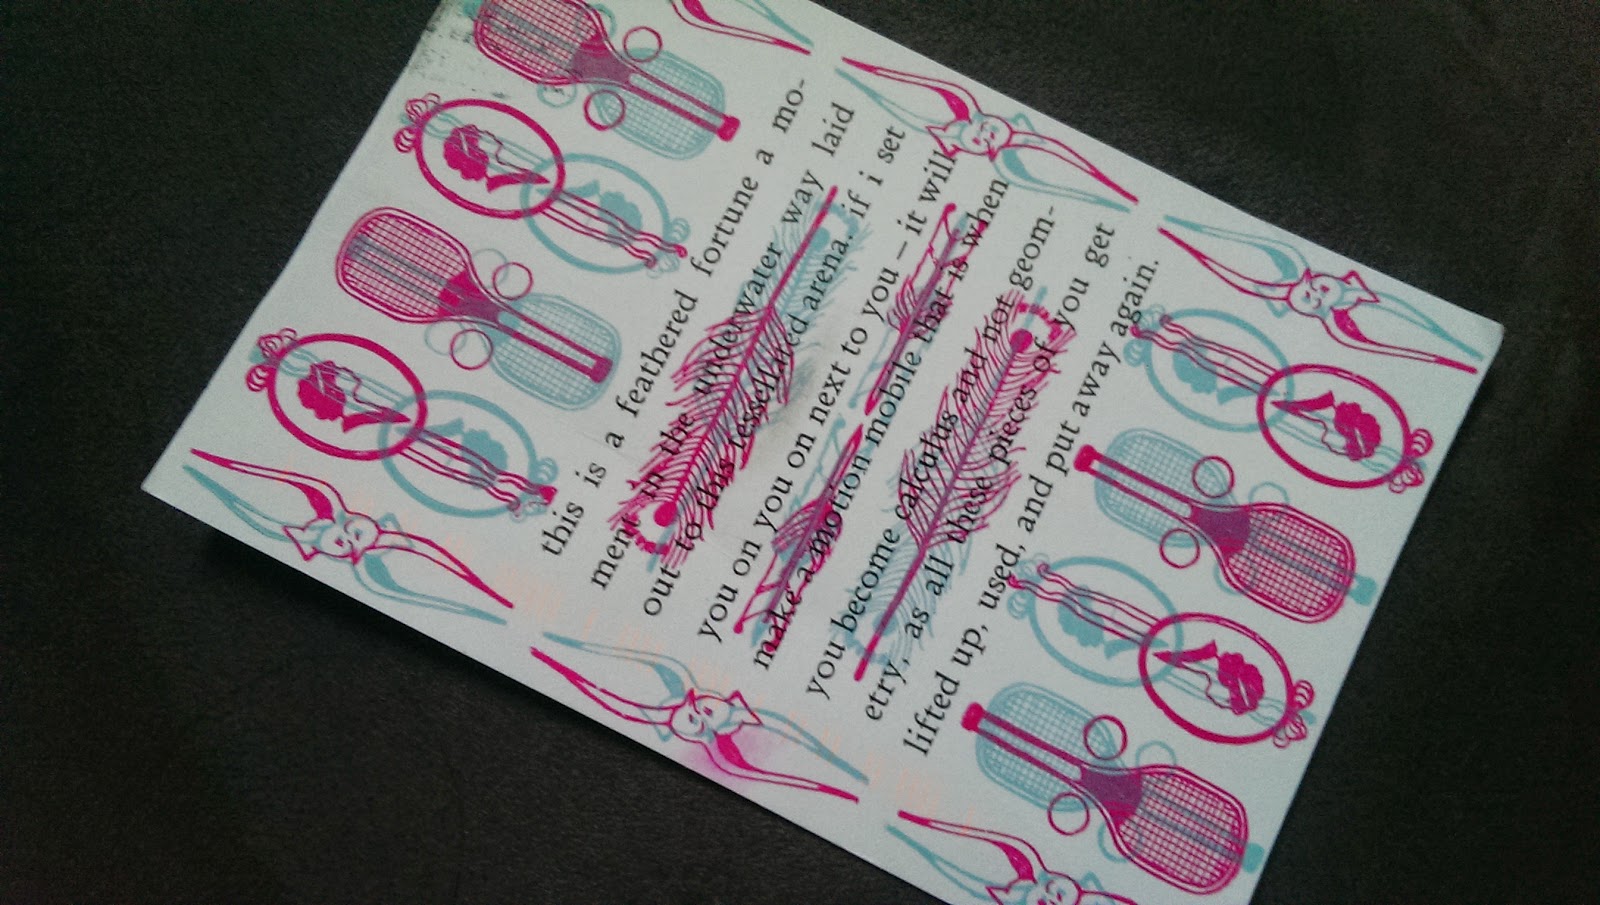 this is a feathered fortune a mo-
ment in the underwater way laid
out to this tessellated arena. if i set
you on you on next to you – it will
make a motion mobile that is when
you become calculus and not geom-
etry, as all these pieces of you get
lifted up, used, and put away again.